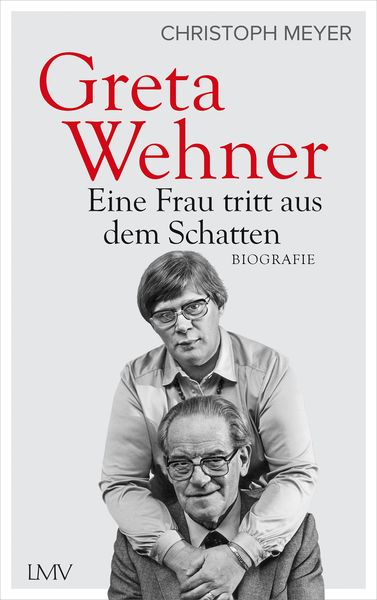 CHRISTOPH MEYER
Greta
Wehner
Eine Frau tritt aus
dem Schatten
BIOGRAFIE
LMV